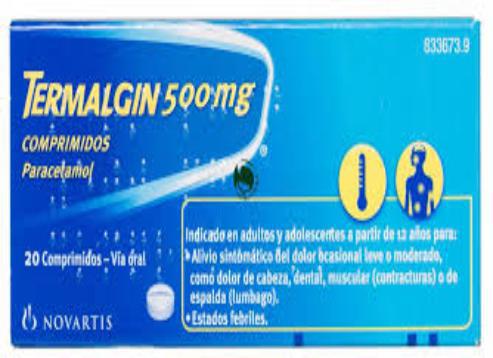 833673.9
TERMALGIN 500mg
COMPRIMIDOS
Paracetamol
20 Comprimidos – Vía oral
Indicado en adultos y adolescentes a partir de 12 años para:
• Alivio sintomático del dolor ocasional leve o moderado,
como dolor de cabeza, dental, muscular (contracturas) o de
espalda (lumbago).
• Estados febriles.
NOVARTIS